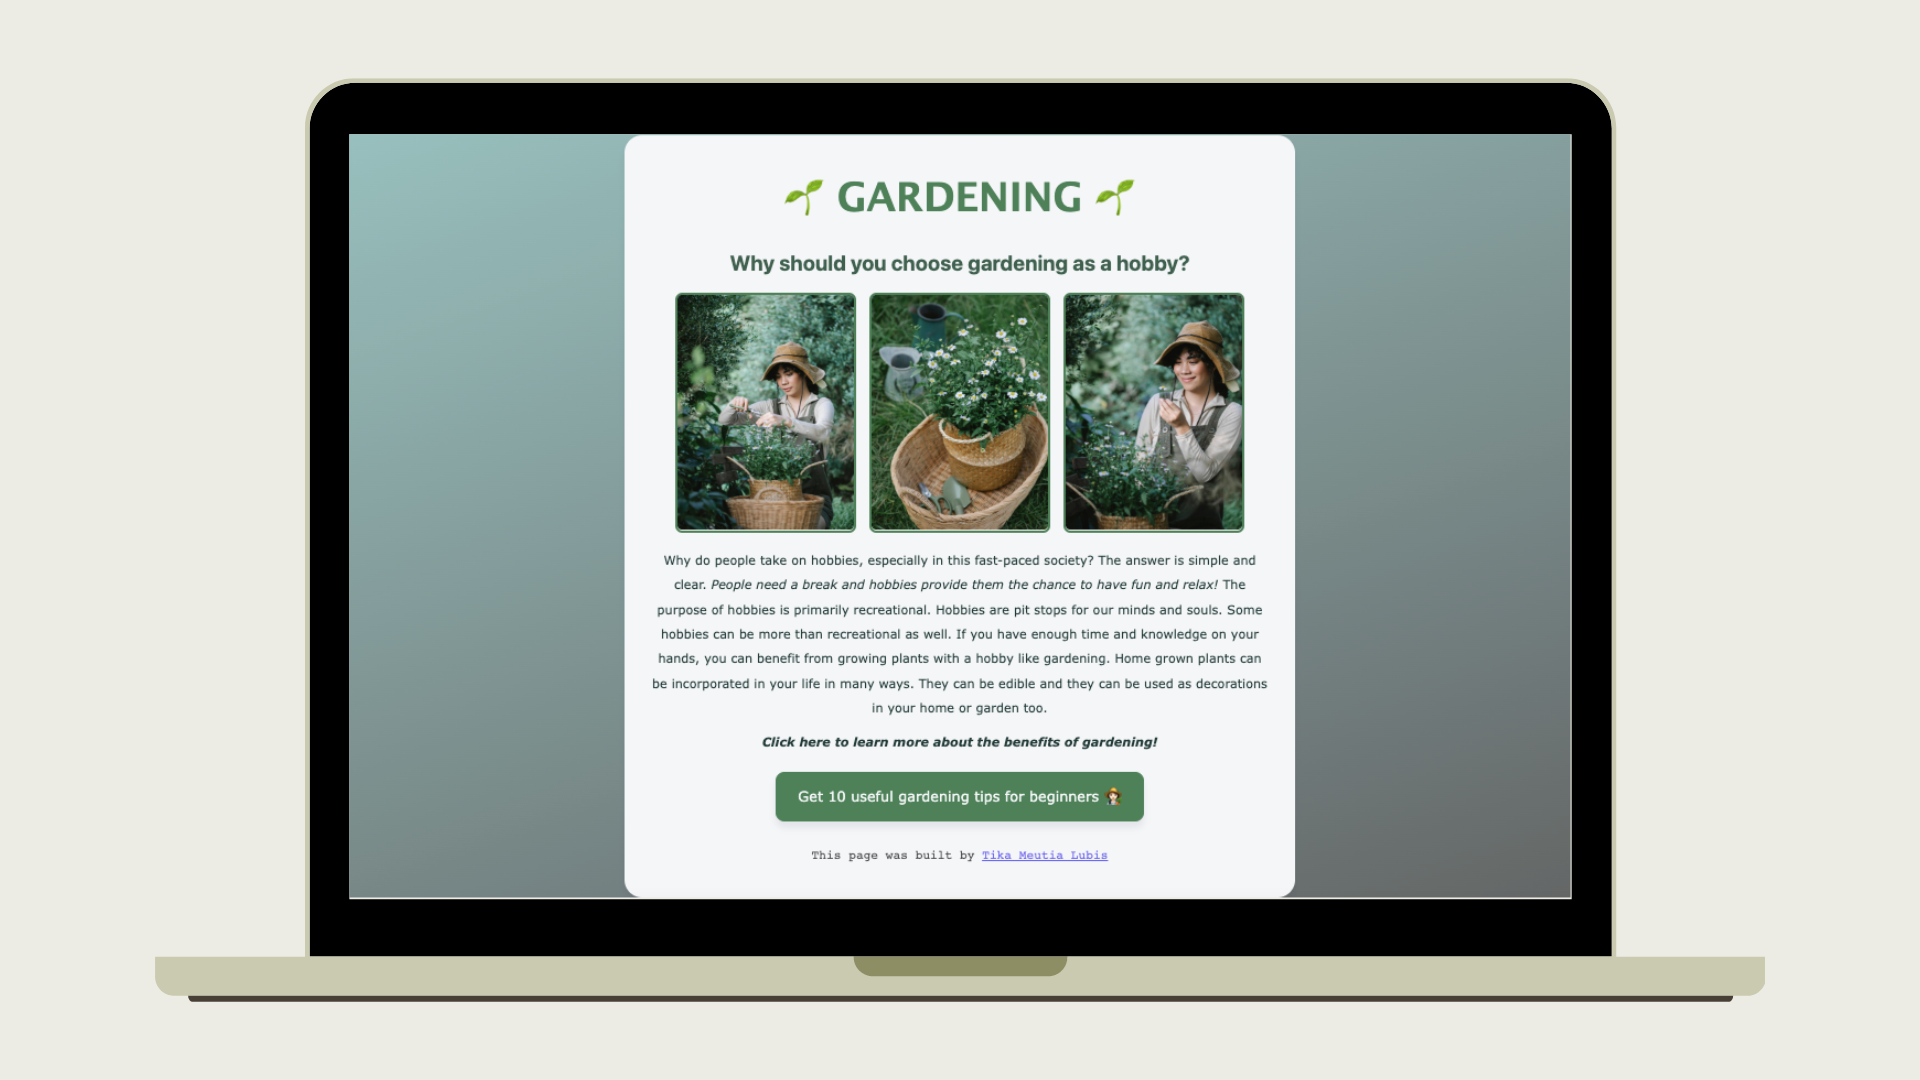 🌱 GARDENING 🌱
Why should you choose gardening as a hobby?
Why do people take on hobbies, especially in this fast-paced society? The answer is simple and
clear. People need a break and hobbies provide them the chance to have fun and relax! The
purpose of hobbies is primarily recreational. Hobbies are pit stops for our minds and souls. Some
hobbies can be more than recreational as well. If you have enough time and knowledge on your
hands, you can benefit from growing plants with a hobby like gardening. Home grown plants can
be incorporated in your life in many ways. They can be edible and they can be used as decorations
in your home or garden too.
Click here to learn more about the benefits of gardening!
Get 10 useful gardening tips for beginners 👩‍🌾
This page was built by Tika Meutia Lubis